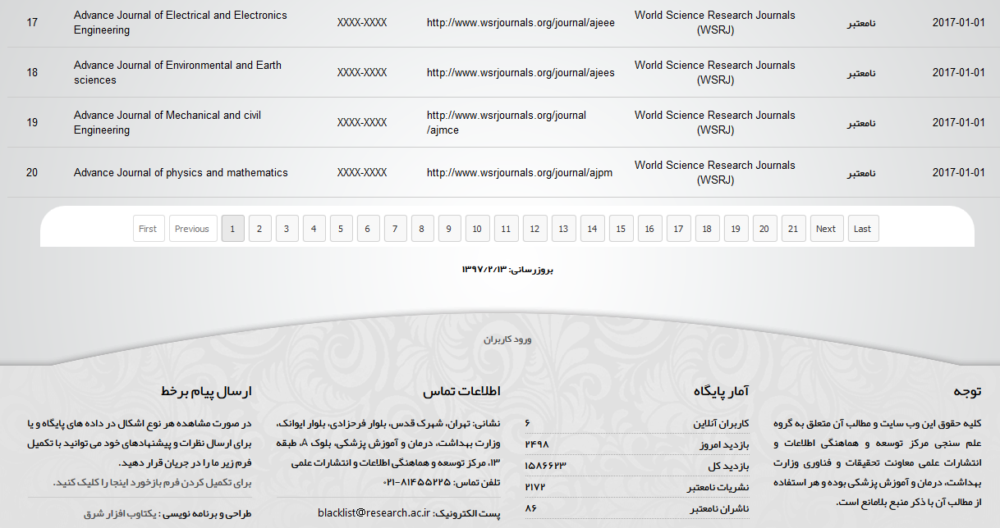 17 Advance Journal of Electrical and Electronics Engineering XXXX-XXXX http://www.wsrjournals.org/journal/ajeee World Science Research Journals (WSRJ) نامعتبر 2017-01-01
18 Advance Journal of Environmental and Earth sciences XXXX-XXXX http://www.wsrjournals.org/journal/ajees World Science Research Journals (WSRJ) نامعتبر 2017-01-01
19 Advance Journal of Mechanical and civil Engineering XXXX-XXXX http://www.wsrjournals.org/journal/ajmce World Science Research Journals (WSRJ) نامعتبر 2017-01-01
20 Advance Journal of physics and mathematics XXXX-XXXX http://www.wsrjournals.org/journal/ajpm World Science Research Journals (WSRJ) نامعتبر 2017-01-01
First Previous 1 2 3 4 5 6 7 8 9 10 11 12 13 14 15 16 17 18 19 20 21 Next Last
بروزرسانی: ۱۳۹۷/۲/۱۳
ورود کاربران
توجه
کلیه حقوق این وب سایت و مطالب آن متعلق به گروه
علم سنجی مرکز توسعه و هماهنگی اطلاعات و
انتشارات علمی معاونت تحقیقات و فناوری وزارت
بهداشت، درمان و آموزش پزشکی بوده و هر استفاده
از مطالب آن با ذکر منبع بلامانع است.
آمار پایگاه
کاربران آنلاین ۶
بازدید امروز ۲۴۹۸
بازدید کل ۱۵۸۶۶۲۳
نشریات نامعتبر ۲۱۷۲
ناشران نامعتبر ۸۶
اطلاعات تماس
نشانی: تهران، شهرک قدس، بلوار فرحزادی، بلوار ایوانک،
وزارت بهداشت، درمان و آموزش پزشکی، بلوک A، طبقه
۱۳، مرکز توسعه و هماهنگی اطلاعات و انتشارات علمی
تلفن تماس: ۸۱۴۵۵۲۲۵-۰۲۱
پست الکترونیک: blacklist@research.ac.ir
ارسال پیام برخط
در صورت مشاهده هر نوع اشکال در داده های پایگاه و یا
برای ارسال نظرات و پیشنهادهای خود می توانید با تکمیل
فرم زیر ما را در جریان قرار دهید.
برای تکمیل کردن فرم بازخورد اینجا را کلیک کنید.
طراحی و برنامه نویسی : یکتاوب افزار شرق